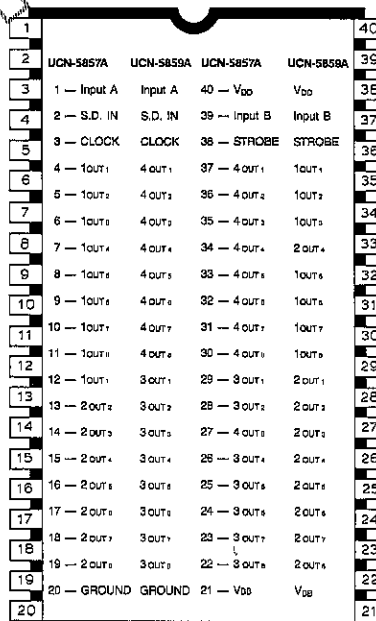 1 40
2 UCN-5857A UCN-5859A UCN-5857A UCN-5859A 39
3 1 — Input A Input A 40 — VDD VDD 38
4 2 — S.D. IN S.D. IN 39 — Input B Input B 37
5 3 — CLOCK CLOCK 38 — STROBE STROBE 36
6 4 — 1OUT1 4OUT1 37 — 4OUT1 1OUT1 35
5 — 1OUT2 4OUT2 36 — 4OUT2 1OUT2
7 6 — 1OUT3 4OUT3 35 — 4OUT3 1OUT3 34
8 7 — 1OUT4 4OUT4 34 — 4OUT4 2OUT4 33
9 8 — 1OUT5 4OUT5 33 — 4OUT5 1OUT5 32
10 9 — 1OUT6 4OUT6 32 — 4OUT6 1OUT6 31
11 10 — 1OUT7 4OUT7 31 — 4OUT7 1OUT7 30
12 11 — 1OUT8 4OUT8 30 — 4OUT8 1OUT8 29
12 — 1OUT1 3OUT1 29 — 3OUT1 2OUT1
13 13 — 2OUT2 3OUT2 28 — 3OUT2 2OUT2 28
14 14 — 2OUT3 3OUT3 27 — 4OUT3 2OUT3 27
15 15 — 2OUT4 3OUT4 26 — 3OUT4 2OUT4 26
16 16 — 2OUT5 3OUT5 25 — 3OUT5 2OUT5 25
17 17 — 2OUT6 3OUT6 24 — 3OUT6 2OUT6 24
18 18 — 2OUT7 3OUT7 23 — 3OUT7 2OUT7 23
19 19 — 2OUT8 3OUT8 22 — 3OUT8 2OUT8 22
20 20 — GROUND GROUND 21 — VBB VBB 21